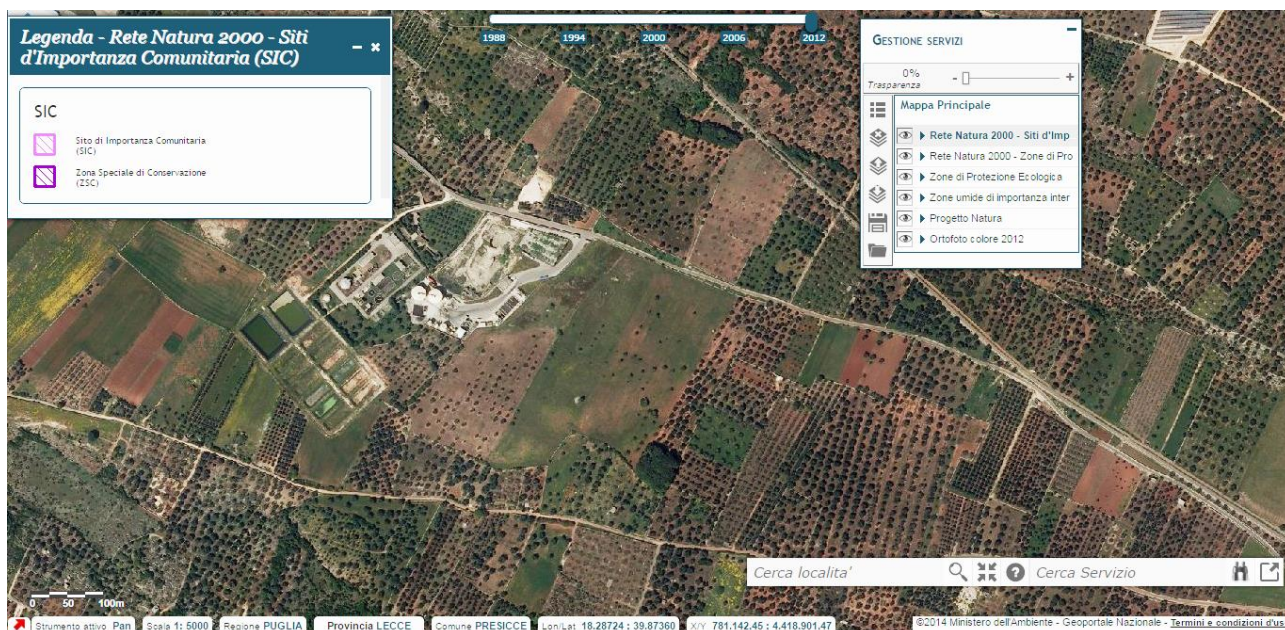 Legenda - Rete Natura 2000 - Siti
d'Importanza Comunitaria (SIC)
SIC
Sito di Importanza Comunitaria
(SIC)
Zona Speciale di Conservazione
(ZSC)
1988 1994 2000 2006 2012
GESTIONE SERVIZI
0%
Trasparenza
- +
Mappa Principale
Rete Natura 2000 - Siti d'Imp
Rete Natura 2000 - Zone di Pro
Zone di Protezione Ecologica
Zone umide di importanza inter
Progetto Natura
Ortofoto colore 2012
Cerca localita' Cerca Servizio
0 50 100m
Strumento attivo Pan Scala 1: 5000 Regione PUGLIA Provincia LECCE Comune PRESICCE Lon/Lat 18.28724 : 39.87360 X/Y 781.142.45 : 4.418.901.47 ©2014 Ministero dell'Ambiente - Geoportale Nazionale - Termini e condizioni d'us